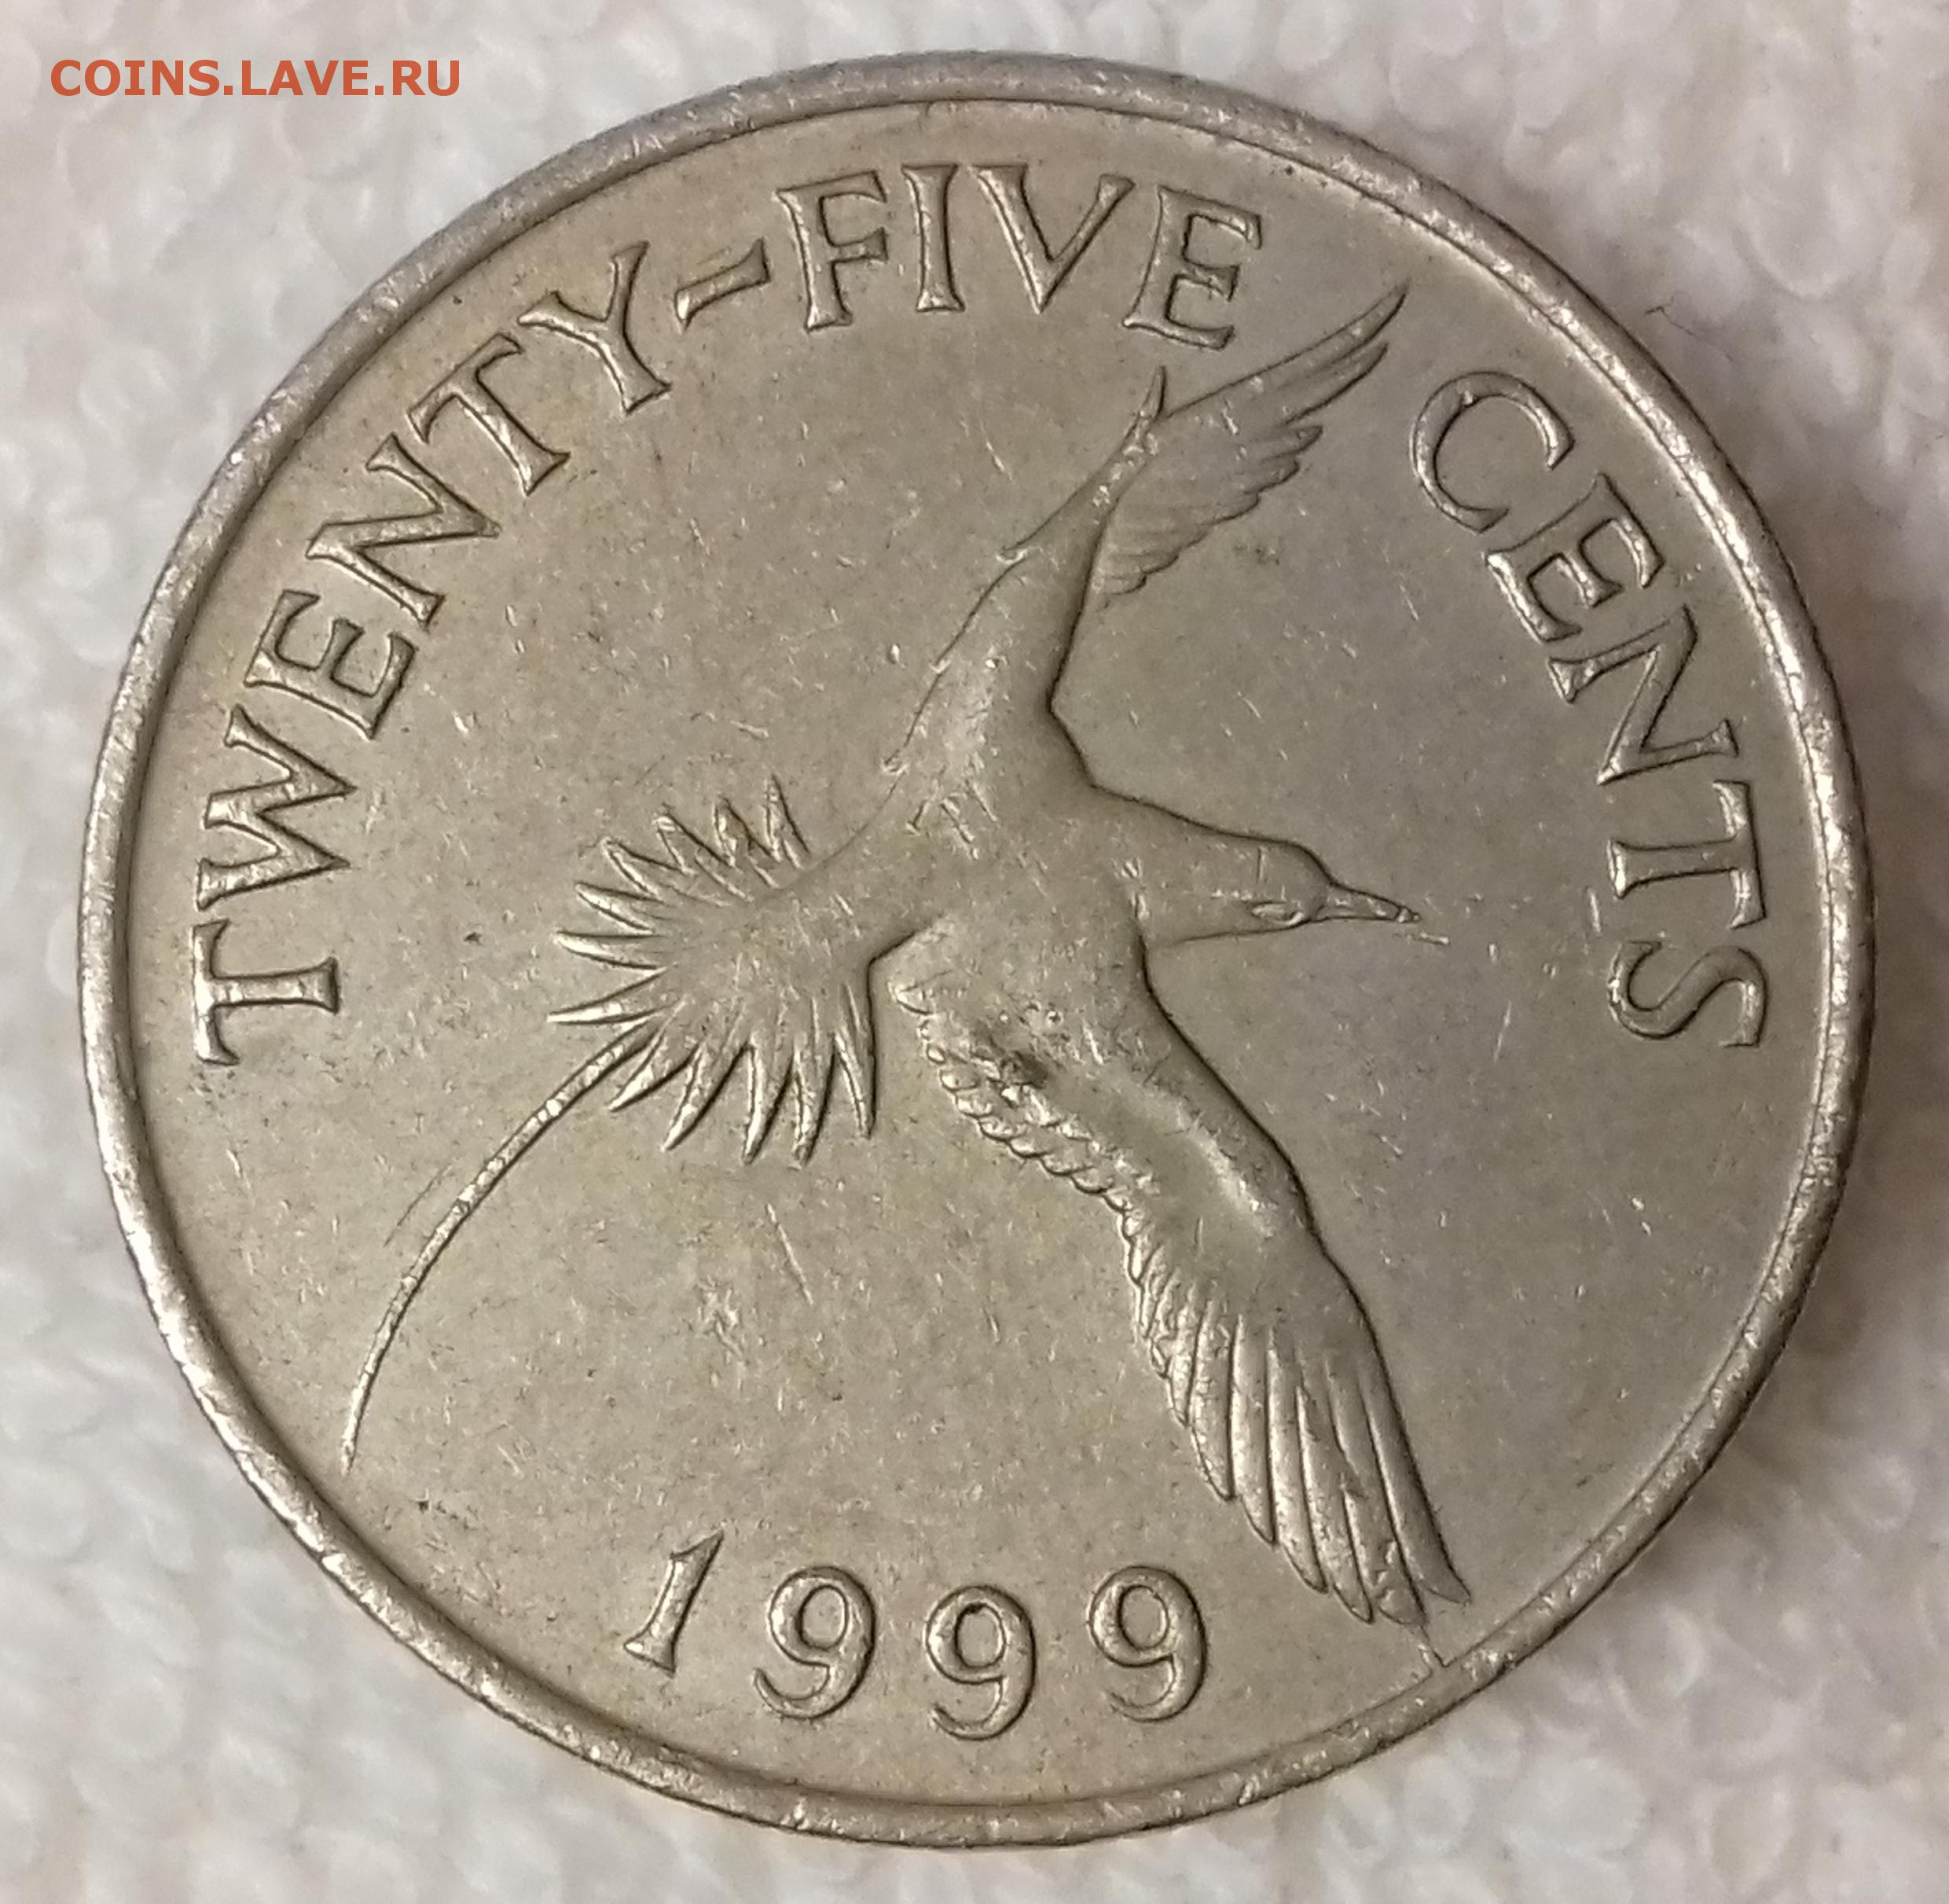 COINS.LAVE.RU
TWENTY-FIVE CENTS
1999